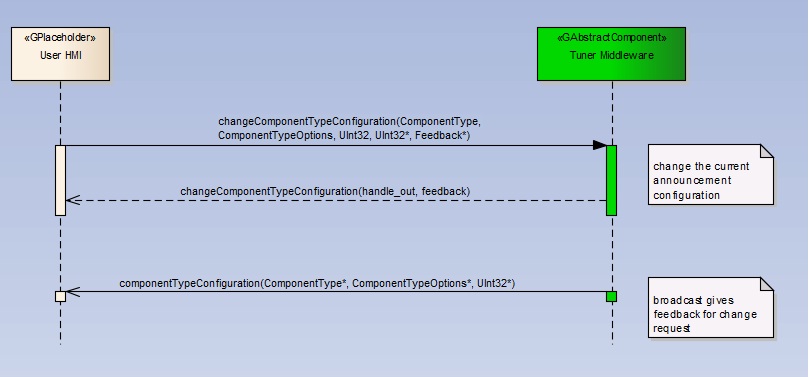 «GPlaceholder»
User HMI
«GAbstractComponent»
Tuner Middleware
changeComponentTypeConfiguration(ComponentType,
ComponentTypeOptions, UInt32, UInt32*, Feedback*)
change the current
announcement
configuration
changeComponentTypeConfiguration(handle_out, feedback)
componentTypeConfiguration(ComponentType*, ComponentTypeOptions*, UInt32*)
broadcast gives
feedback for change
request